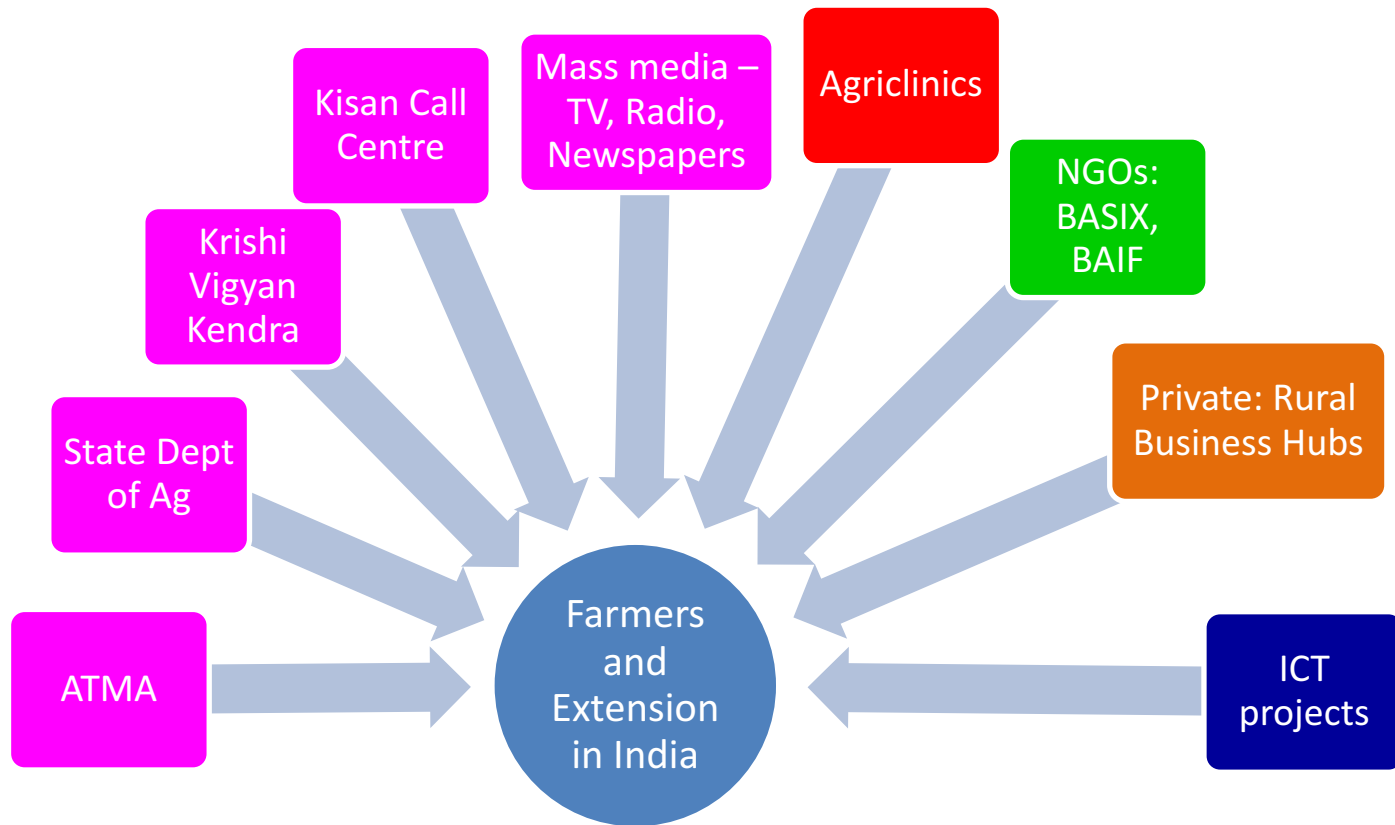 Mass media –
TV, Radio,
Newspapers
Agriclinics
Kisan Call
Centre
NGOs:
BASIX,
BAIF
Krishi
Vigyan
Kendra
Private: Rural
Business Hubs
State Dept
of Ag
Farmers
and
Extension
in India
ATMA
ICT
projects